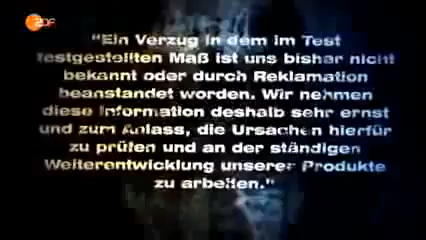 ZDF
"Ein Verzug in dem im Test
festgestellten Maß ist uns bisher nicht
bekannt oder durch Reklamation
beanstandet worden. Wir nehmen
diese Information deshalb sehr ernst
und zum Anlass, die Ursachen hierfür
zu prüfen und an der ständigen
Weiterentwicklung unserer Produkte
zu arbeiten."